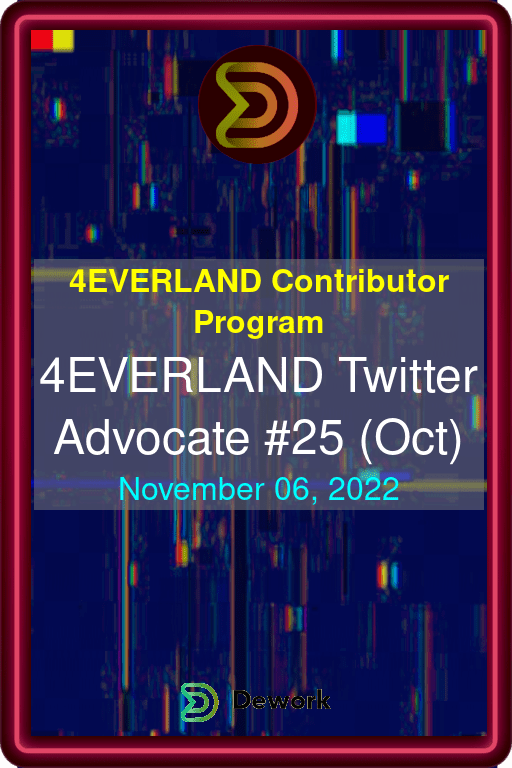 4EVERLAND Contributor
Program
4EVERLAND Twitter
Advocate #25 (Oct)
November 06, 2022
Dework